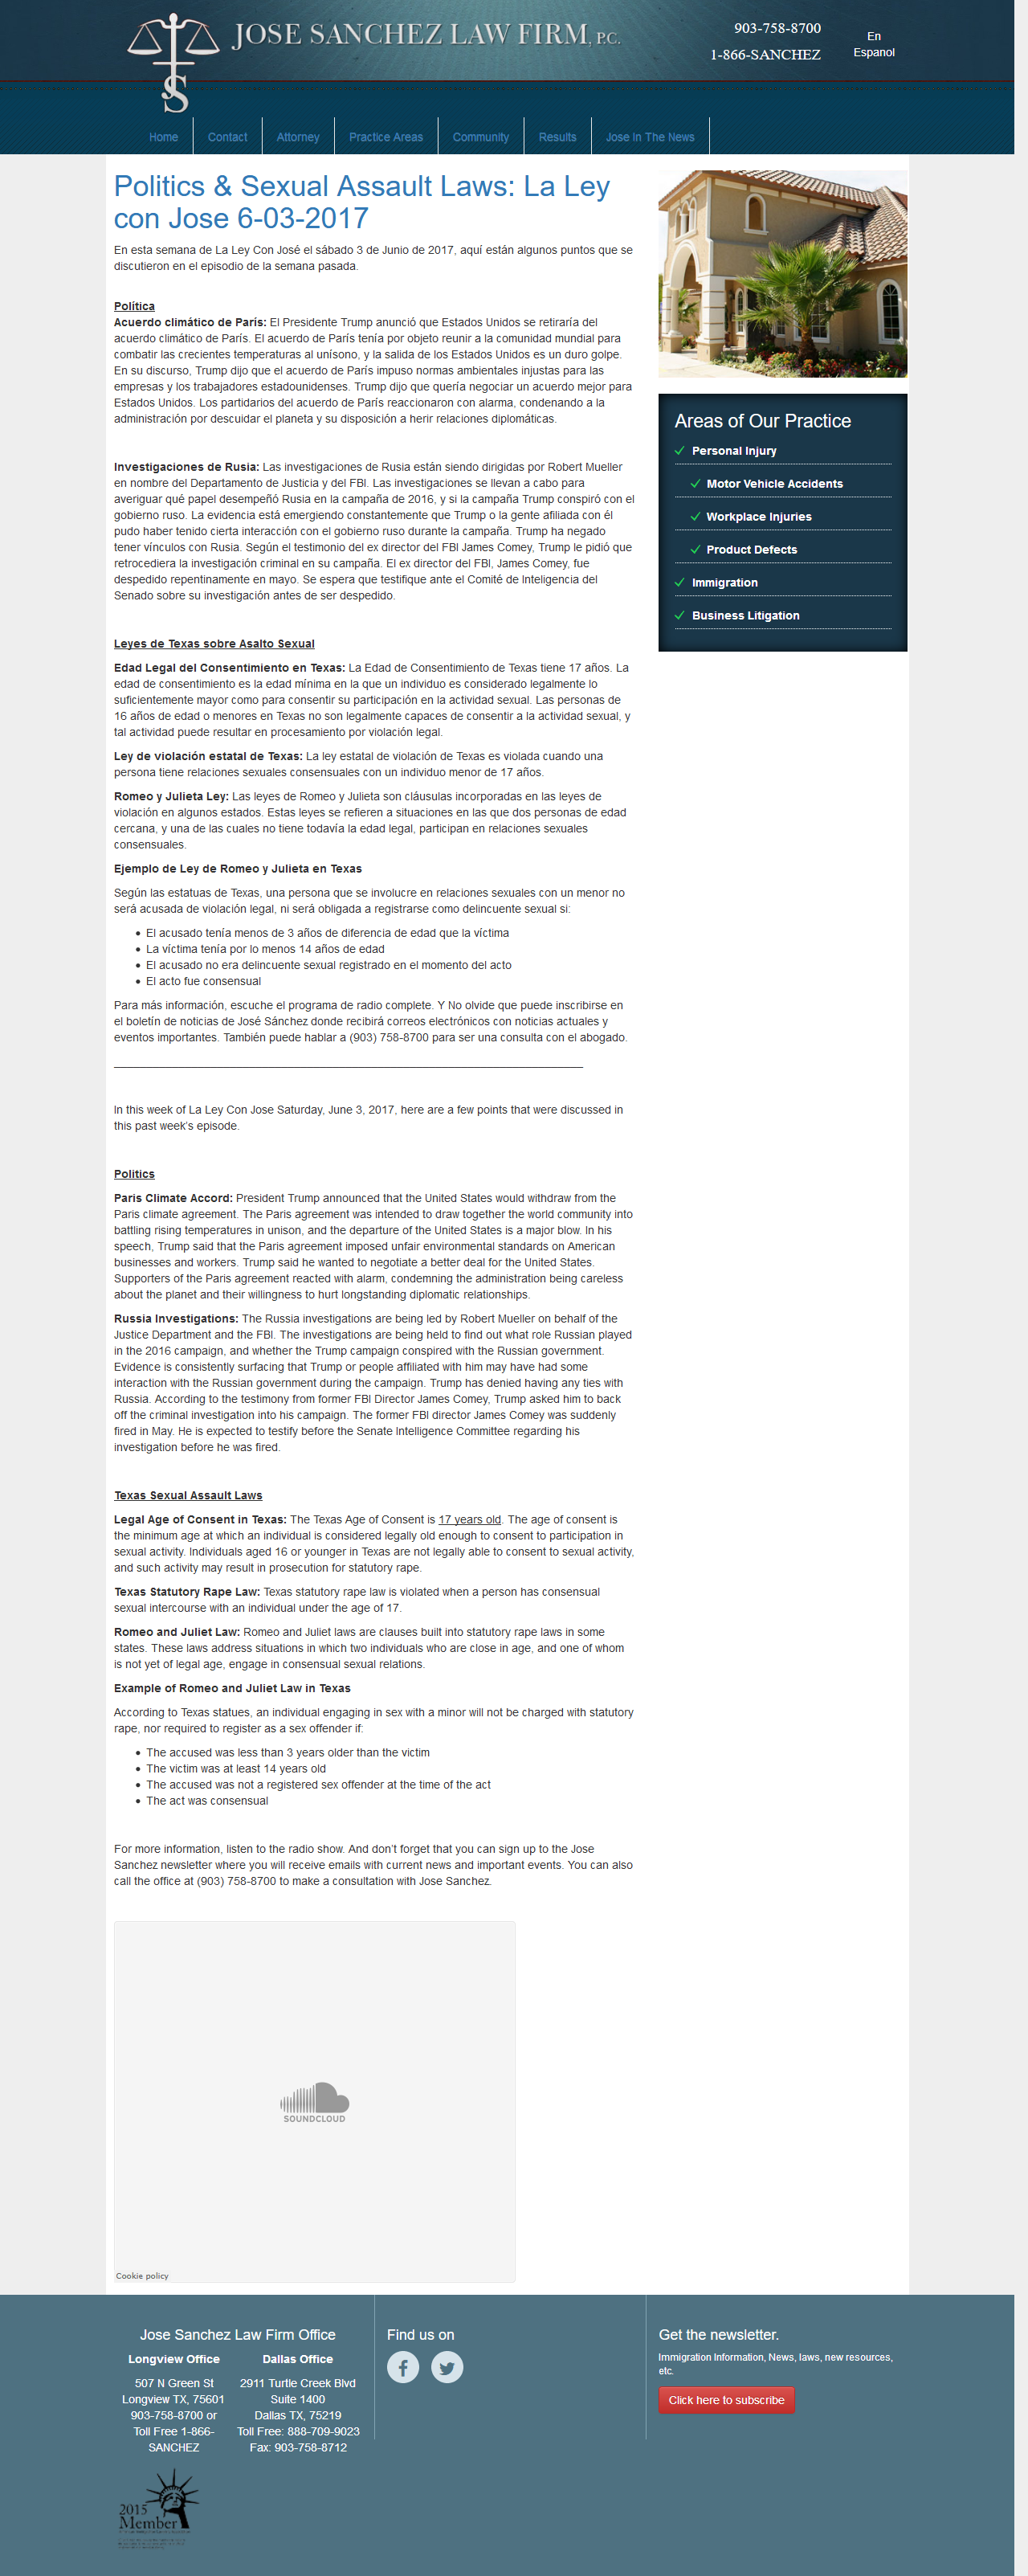 JOSE SANCHEZ LAW FIRM, P.C.
903-758-8700
1-866-SANCHEZ
En
Espanol
JS
Home
Contact
Attorney
Practice Areas
Community
Results
Jose In The News
Politics & Sexual Assault Laws: La Ley
con Jose 6-03-2017
En esta semana de La Ley Con José el sábado 3 de Junio de 2017, aquí están algunos puntos que se
discutieron en el episodio de la semana pasada.
Política
Acuerdo climático de París: El Presidente Trump anunció que Estados Unidos se retiraría del
acuerdo climático de París. El acuerdo de París tenía por objeto reunir a la comunidad mundial para
combatir las crecientes temperaturas al unísono, y la salida de los Estados Unidos es un duro golpe.
En su discurso, Trump dijo que el acuerdo de París impuso normas ambientales injustas para las
empresas y los trabajadores estadounidenses. Trump dijo que quería negociar un acuerdo mejor para
Estados Unidos. Los partidarios del acuerdo de París reaccionaron con alarma, condenando a la
administración por descuidar el planeta y su disposición a herir relaciones diplomáticas.
Investigaciones de Rusia: Las investigaciones de Rusia están siendo dirigidas por Robert Mueller
en nombre del Departamento de Justicia y del FBI. Las investigaciones se llevan a cabo para
averiguar qué papel desempeñó Rusia en la campaña de 2016, y si la campaña Trump conspiró con el
gobierno ruso. La evidencia está emergiendo constantemente que Trump o la gente afiliada con él
pudo haber tenido cierta interacción con el gobierno ruso durante la campaña. Trump ha negado
tener vínculos con Rusia. Según el testimonio del ex director del FBI James Comey, Trump le pidió que
retrocediera la investigación criminal en su campaña. El ex director del FBI, James Comey, fue
despedido repentinamente en mayo. Se espera que testifique ante el Comité de Inteligencia del
Senado sobre su investigación antes de ser despedido.
Leyes de Texas sobre Asalto Sexual
Edad Legal del Consentimiento en Texas: La Edad de Consentimiento de Texas tiene 17 años. La
edad de consentimiento es la edad mínima en la que un individuo es considerado legalmente lo
suficientemente mayor como para consentir su participación en la actividad sexual. Las personas de
16 años de edad o menores en Texas no son legalmente capaces de consentir a la actividad sexual, y
tal actividad puede resultar en procesamiento por violación legal.
Ley de violación estatal de Texas: La ley estatal de violación de Texas es violada cuando una
persona tiene relaciones sexuales consensuales con un individuo menor de 17 años.
Romeo y Julieta Ley: Las leyes de Romeo y Julieta son cláusulas incorporadas en las leyes de
violación en algunos estados. Estas leyes se refieren a situaciones en las que dos personas de edad
cercana, y una de las cuales no tiene todavía la edad legal, participan en relaciones sexuales
consensuales.
Ejemplo de Ley de Romeo y Julieta en Texas
Según las estatuas de Texas, una persona que se involucre en relaciones sexuales con un menor no
será acusada de violación legal, ni será obligada a registrarse como delincuente sexual si:
El acusado tenía menos de 3 años de diferencia de edad que la víctima
La víctima tenía por lo menos 14 años de edad
El acusado no era delincuente sexual registrado en el momento del acto
El acto fue consensual
Para más información, escuche el programa de radio complete. Y No olvide que puede inscribirse en
el boletín de noticias de José Sánchez donde recibirá correos electrónicos con noticias actuales y
eventos importantes. También puede hablar a (903) 758-8700 para ser una consulta con el abogado.
In this week of La Ley Con Jose Saturday, June 3, 2017, here are a few points that were discussed in
this past week's episode.
Politics
Paris Climate Accord: President Trump announced that the United States would withdraw from the
Paris climate agreement. The Paris agreement was intended to draw together the world community into
battling rising temperatures in unison, and the departure of the United States is a major blow. In his
speech, Trump said that the Paris agreement imposed unfair environmental standards on American
businesses and workers. Trump said he wanted to negotiate a better deal for the United States.
Supporters of the Paris agreement reacted with alarm, condemning the administration being careless
about the planet and their willingness to hurt longstanding diplomatic relationships.
Russia Investigations: The Russia investigations are being led by Robert Mueller on behalf of the
Justice Department and the FBI. The investigations are being held to find out what role Russian played
in the 2016 campaign, and whether the Trump campaign conspired with the Russian government.
Evidence is consistently surfacing that Trump or people affiliated with him may have had some
interaction with the Russian government during the campaign. Trump has denied having any ties with
Russia. According to the testimony from former FBI Director James Comey, Trump asked him to back
off the criminal investigation into his campaign. The former FBI director James Comey was suddenly
fired in May. He is expected to testify before the Senate Intelligence Committee regarding his
investigation before he was fired.
Texas Sexual Assault Laws
Legal Age of Consent in Texas: The Texas Age of Consent is 17 years old. The age of consent is
the minimum age at which an individual is considered legally old enough to consent to participation in
sexual activity. Individuals aged 16 or younger in Texas are not legally able to consent to sexual activity,
and such activity may result in prosecution for statutory rape.
Texas Statutory Rape Law: Texas statutory rape law is violated when a person has consensual
sexual intercourse with an individual under the age of 17.
Romeo and Juliet Law: Romeo and Juliet laws are clauses built into statutory rape laws in some
states. These laws address situations in which two individuals who are close in age, and one of whom
is not yet of legal age, engage in consensual sexual relations.
Example of Romeo and Juliet Law in Texas
According to Texas statues, an individual engaging in sex with a minor will not be charged with statutory
rape, nor required to register as a sex offender if:
The accused was less than 3 years older than the victim
The victim was at least 14 years old
The accused was not a registered sex offender at the time of the act
The act was consensual
For more information, listen to the radio show. And don't forget that you can sign up to the Jose
Sanchez newsletter where you will receive emails with current news and important events. You can also
call the office at (903) 758-8700 to make a consultation with Jose Sanchez.
SOUNDCLOUD
Cookie policy
Areas of Our Practice
Personal Injury
Motor Vehicle Accidents
Workplace Injuries
Product Defects
Immigration
Business Litigation
Jose Sanchez Law Firm Office
Longview Office
507 N Green St
Longview TX, 75601
903-758-8700 or
Toll Free 1-866-
SANCHEZ
Dallas Office
2911 Turtle Creek Blvd
Suite 1400
Dallas TX, 75219
Toll Free: 888-709-9023
Fax: 903-758-8712
2015
Member
Find us on
Get the newsletter.
Immigration Information, News, laws, new resources,
etc.
Click here to subscribe